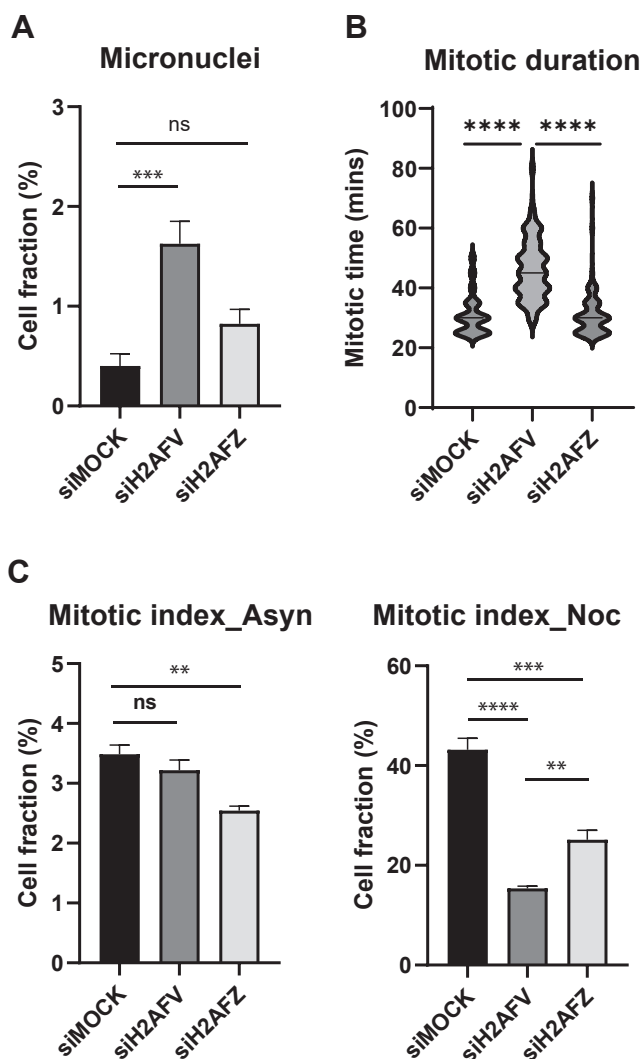 A
Micronuclei
Cell fraction (%)
3
2
1
0
ns
***
siMOCK
siH2AFV
siH2AFZ
B
Mitotic duration
Mitotic time (mins)
100
80
60
40
20
0
**** ****
siMOCK
siH2AFV
siH2AFZ
C
Mitotic index_Asyn
Cell fraction (%)
5
4
3
2
1
0
**
ns
siMOCK
siH2AFV
siH2AFZ
Mitotic index_Noc
Cell fraction (%)
60
40
20
0
***
****
**
siMOCK
siH2AFV
siH2AFZ